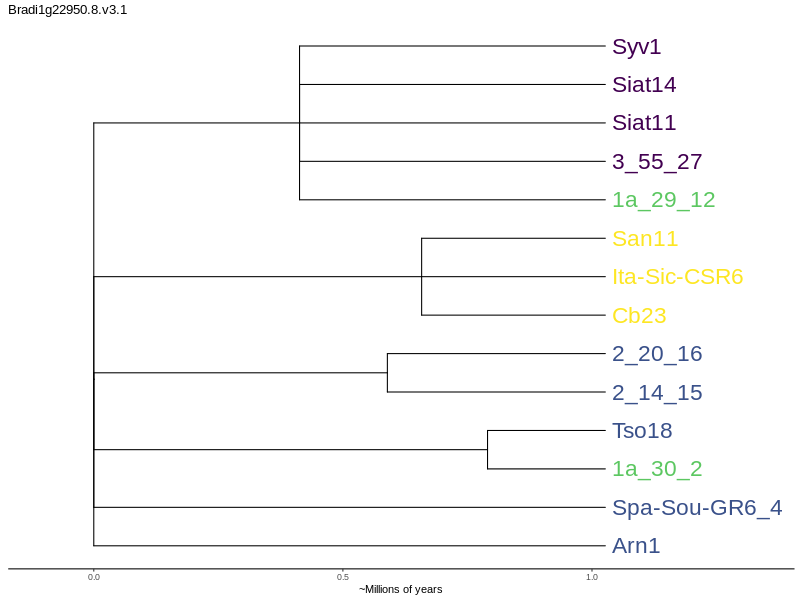 Bradi1g22950.8.v3.1
Syv1
Siat14
Siat11
3_55_27
1a_29_12
San11
Ita-Sic-CSR6
Cb23
2_20_16
2_14_15
Tso18
1a_30_2
Spa-Sou-GR6_4
Arn1
0.0 0.5 1.0
~Millions of years